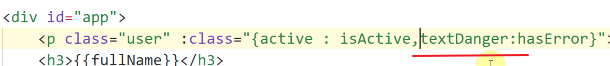 <div id="app">
<p class="user" :class="{active : isActive,textDanger:hasError}">
<h3>{{fullName}}</h3>